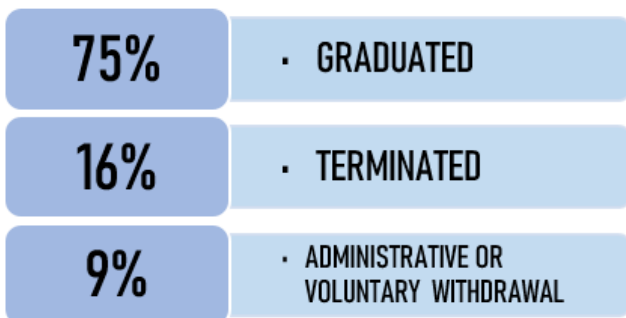 75%
· GRADUATED
16%
· TERMINATED
9%
· ADMINISTRATIVE OR
VOLUNTARY WITHDRAWAL